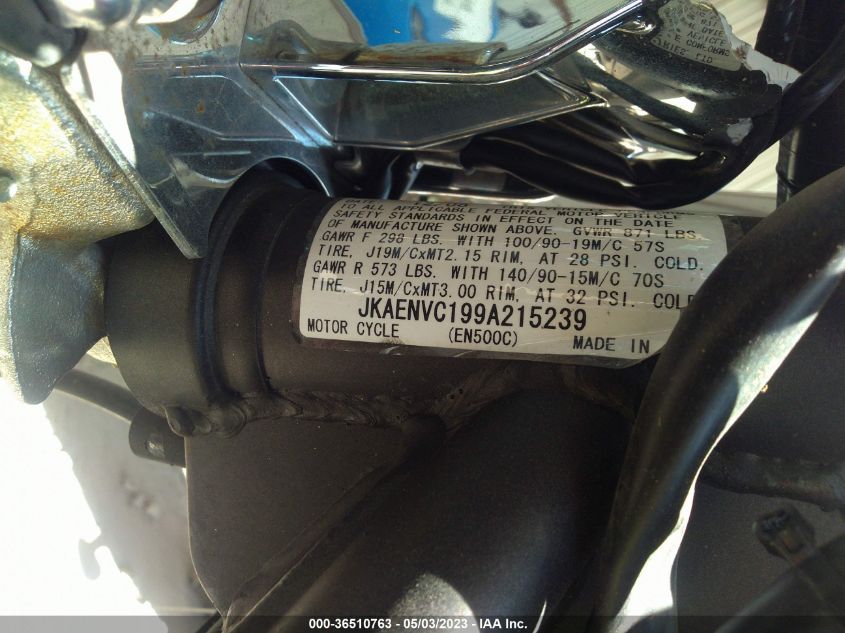 TO ALL APPLICABLE FEDERAL MOTOR VEHICLE
SAFETY STANDARDS IN EFFECT ON THE DATE
OF MANUFACTURE SHOWN ABOVE. GVWR 871 LBS.
GAWR F 298 LBS. WITH 100/90-19M/C 57S
TIRE, J19M/CxMT2.15 RIM, AT 28 PSI. COLD.
GAWR R 573 LBS. WITH 140/90-15M/C 70S
TIRE, J15M/CxMT3.00 RIM, AT 32 PSI. COLD
JKAENVC199A215239
MOTOR CYCLE (EN500C) MADE IN
000-36510763 - 05/03/2023 - © IAA Inc.